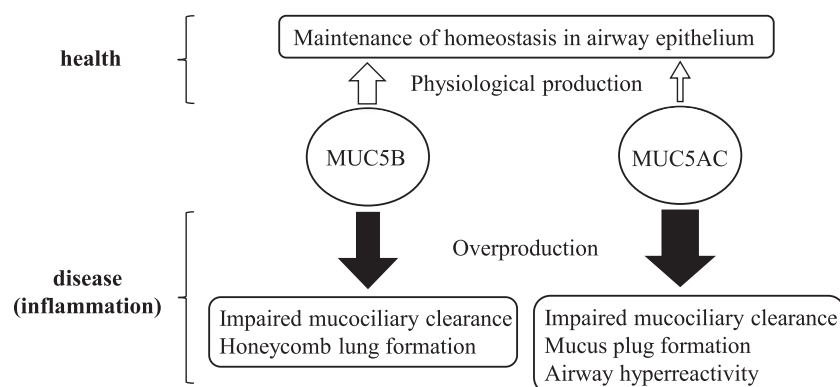 Maintenance of homeostasis in airway epithelium
health
Physiological production
MUC5B
MUC5AC
Overproduction
disease
(inflammation)
Impaired mucociliary clearance
Honeycomb lung formation
Impaired mucociliary clearance
Mucus plug formation
Airway hyperreactivity